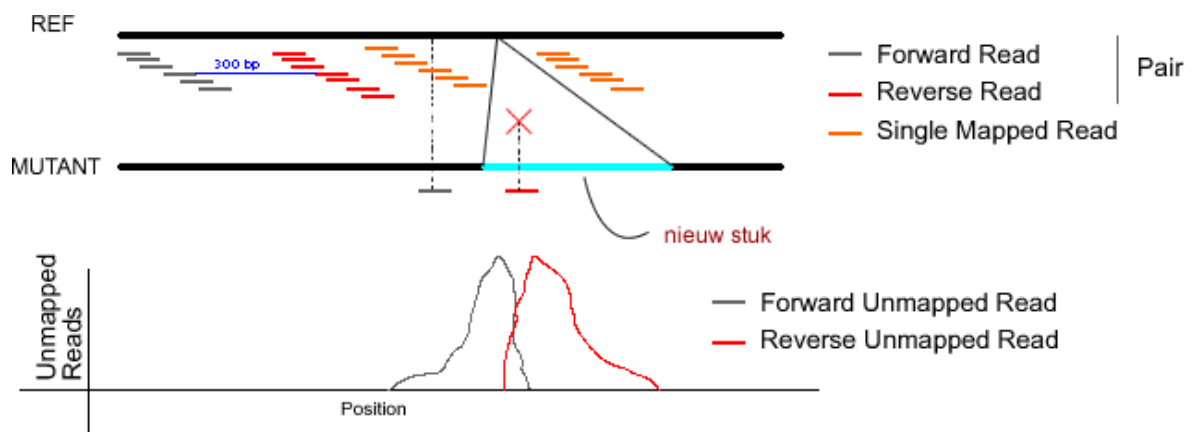 REF
300 bp
Forward Read
Reverse Read
Pair
Single Mapped Read
MUTANT
nieuw stuk
Unmapped
Reads
Forward Unmapped Read
Reverse Unmapped Read
Position